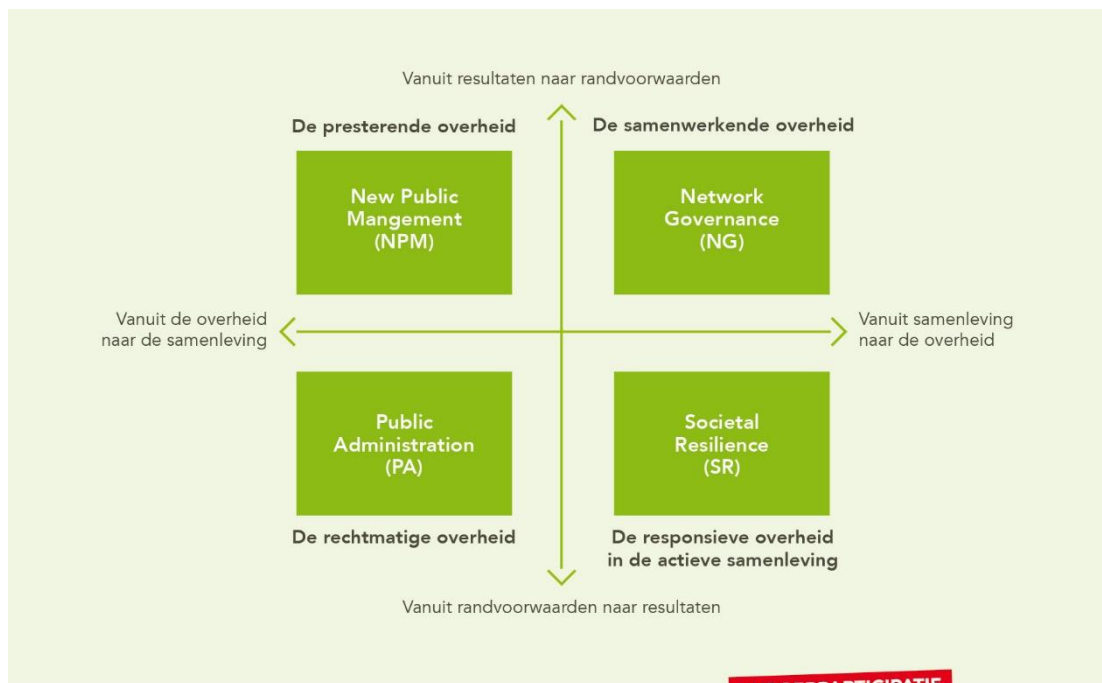 Vanuit resultaten naar randvoorwaarden
De presterende overheid
De samenwerkende overheid
New Public
Mangement
(NPM)
Network
Governance
(NG)
Vanuit de overheid
naar de samenleving
Vanuit samenleving
naar de overheid
Public
Administration
(PA)
Societal
Resilience
(SR)
De rechtmatige overheid
De responsieve overheid
in de actieve samenleving
Vanuit randvoorwaarden naar resultaten